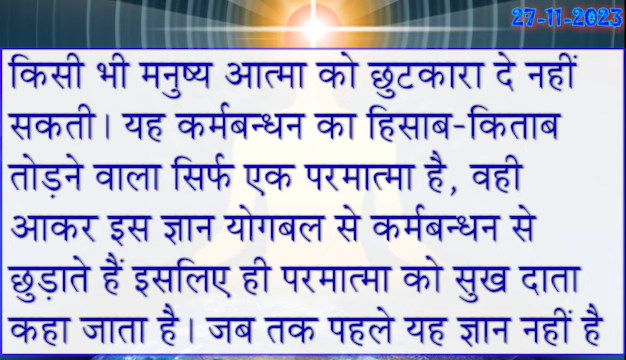 27-11-2023
किसी भी मनुष्य आत्मा को छुटकारा दे नहीं
सकती। यह कर्मबन्धन का हिसाब-किताब
तोड़ने वाला सिर्फ एक परमात्मा है, वही
आकर इस ज्ञान योगबल से कर्मबन्धन से
छुड़ाते हैं इसलिए ही परमात्मा को सुख दाता
कहा जाता है। जब तक पहले यह ज्ञान नहीं है